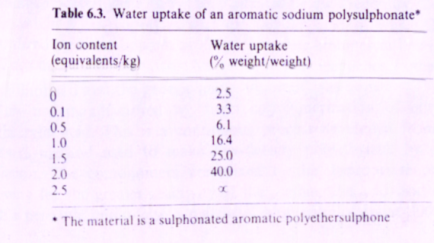 Table 6.3. Water uptake of an aromatic sodium polysulphonate*
Ion content Water uptake
(equivalents/kg) (% weight/weight)
0 2.5
0.1 3.3
0.5 6.1
1.0 16.4
1.5 25.0
2.0 40.0
2.5 ∝
* The material is a sulphonated aromatic polyethersulphone